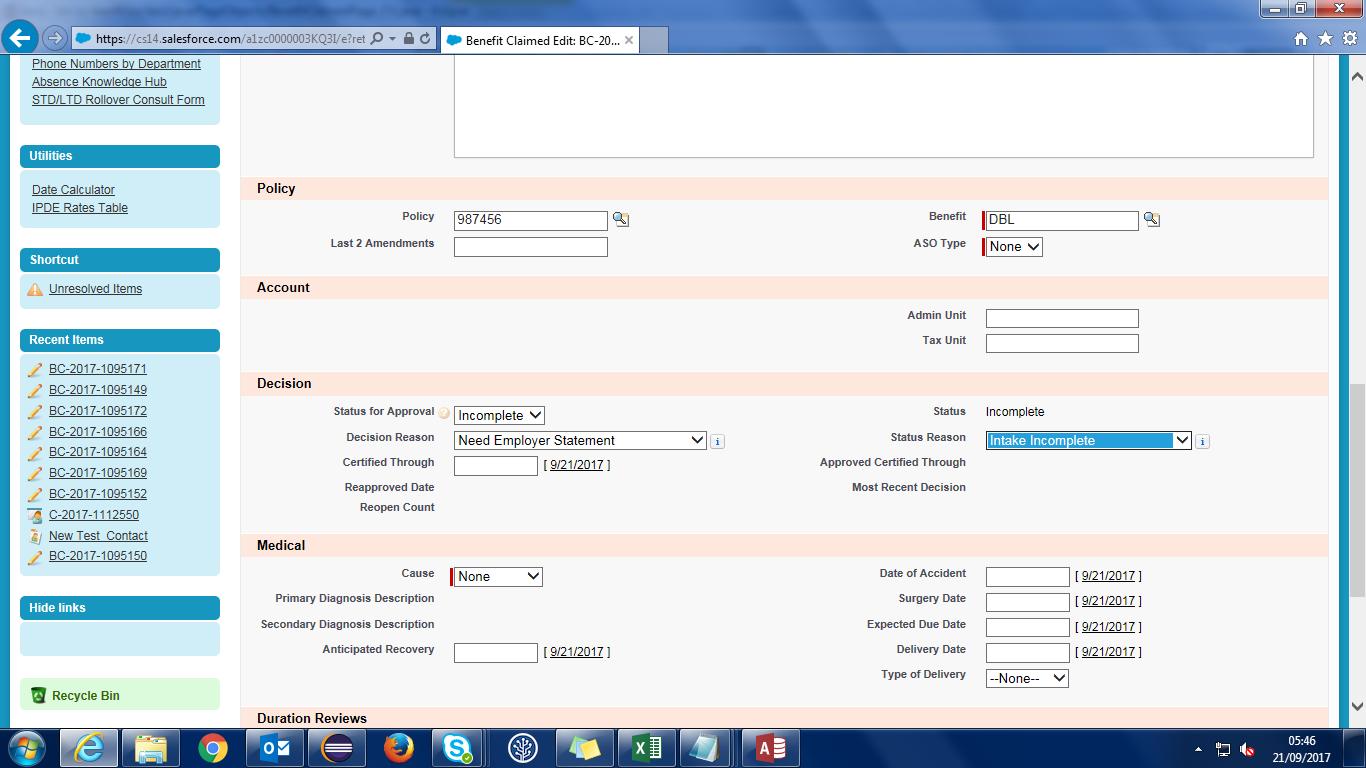 https://cs14.salesforce.com/a1zc0000003KQ3I/e?ret
Benefit Claimed Edit: BC-20...
Phone Numbers by Department
Absence Knowledge Hub
STD/LTD Rollover Consult Form
Utilities
Date Calculator
IPDE Rates Table
Shortcut
Unresolved Items
Recent Items
BC-2017-1095171
BC-2017-1095149
BC-2017-1095172
BC-2017-1095166
BC-2017-1095164
BC-2017-1095169
BC-2017-1095152
C-2017-1112550
New Test Contact
BC-2017-1095150
Hide links
Recycle Bin
Policy
Policy 987456 Benefit DBL
Last 2 Amendments ASO Type None
Account
Admin Unit
Tax Unit
Decision
Status for Approval Incomplete Status Incomplete
Decision Reason Need Employer Statement Status Reason Intake Incomplete
Certified Through [ 9/21/2017 ] Approved Certified Through
Reapproved Date Most Recent Decision
Reopen Count
Medical
Cause None Date of Accident [ 9/21/2017 ]
Primary Diagnosis Description Surgery Date [ 9/21/2017 ]
Secondary Diagnosis Description Expected Due Date [ 9/21/2017 ]
Anticipated Recovery [ 9/21/2017 ] Delivery Date [ 9/21/2017 ]
Type of Delivery --None--
Duration Reviews
05:46
21/09/2017